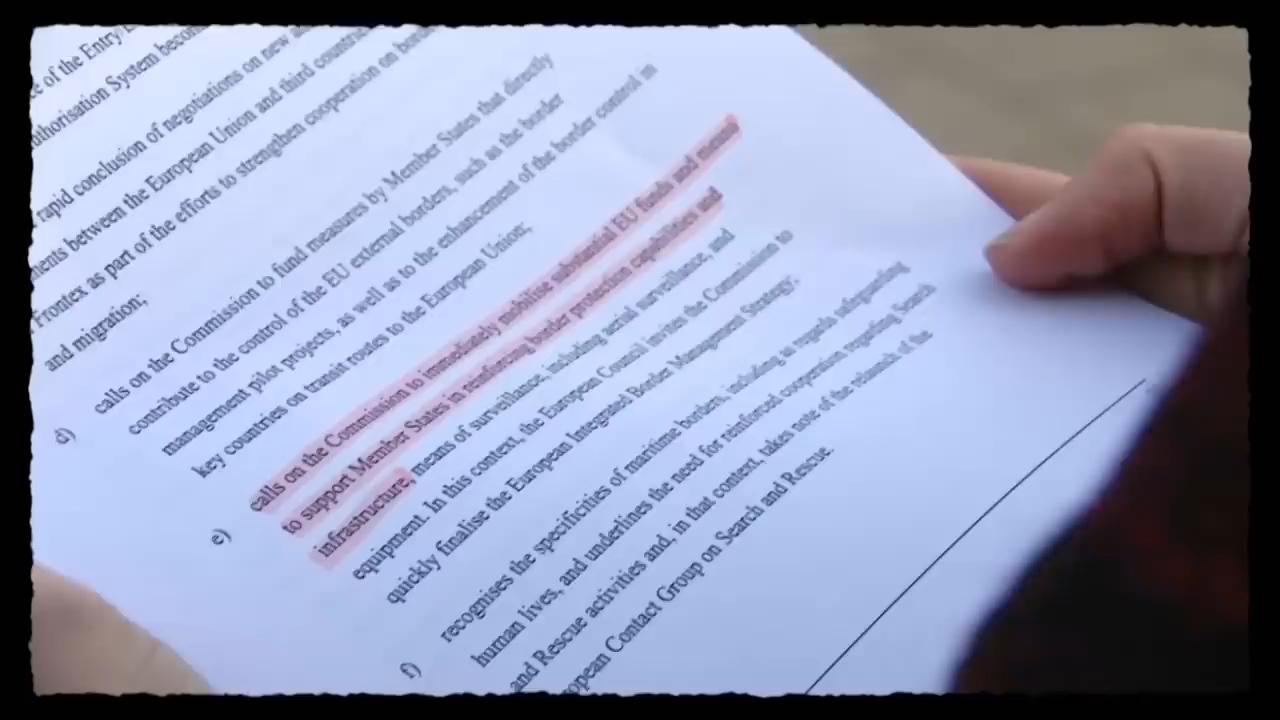 ce of the Entry/
uthorisation System becom
rapid conclusion of negotiations on new
ments between the European Union and third countri
Frontex as part of the efforts to strengthen cooperation on bord
and migration;
d) calls on the Commission to fund measures by Member States that directly
contribute to the control of the EU external borders, such as the border
management pilot projects, as well as to the enhancement of the border control in
key countries on transit routes to the European Union;
e) calls on the Commission to immediately mobilise substantial EU funds and means
to support Member States in reinforcing border protection capabilities and
infrastructure, means of surveillance, including aerial surveillance, and
equipment. In this context, the European Council invites the Commission to
quickly finalise the European Integrated Border Management Strategy;
f) recognises the specificities of maritime borders, including as regards safeguarding
human lives, and underlines the need for reinforced cooperation regarding Search
and Rescue activities and, in that context, takes note of the relaunch of the
opean Contact Group on Search and Rescue.